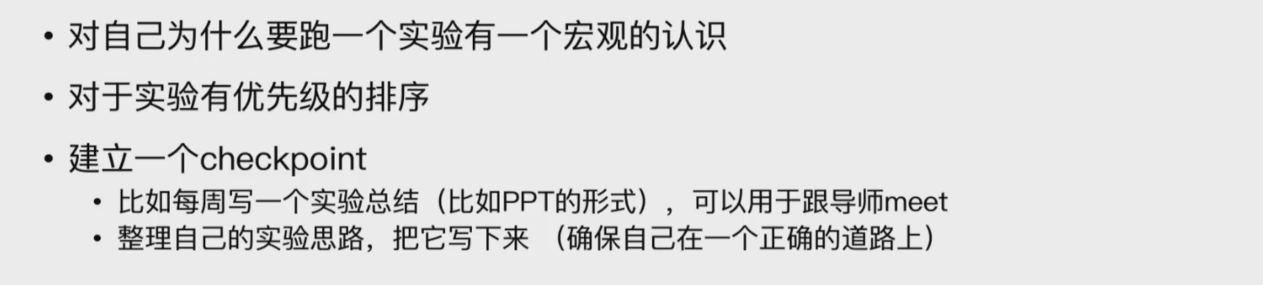 • 对自己为什么要跑一个实验有一个宏观的认识
• 对于实验有优先级的排序
• 建立一个checkpoint
• 比如每周写一个实验总结（比如PPT的形式），可以用于跟导师meet
• 整理自己的实验思路，把它写下来 （确保自己在一个正确的道路上）